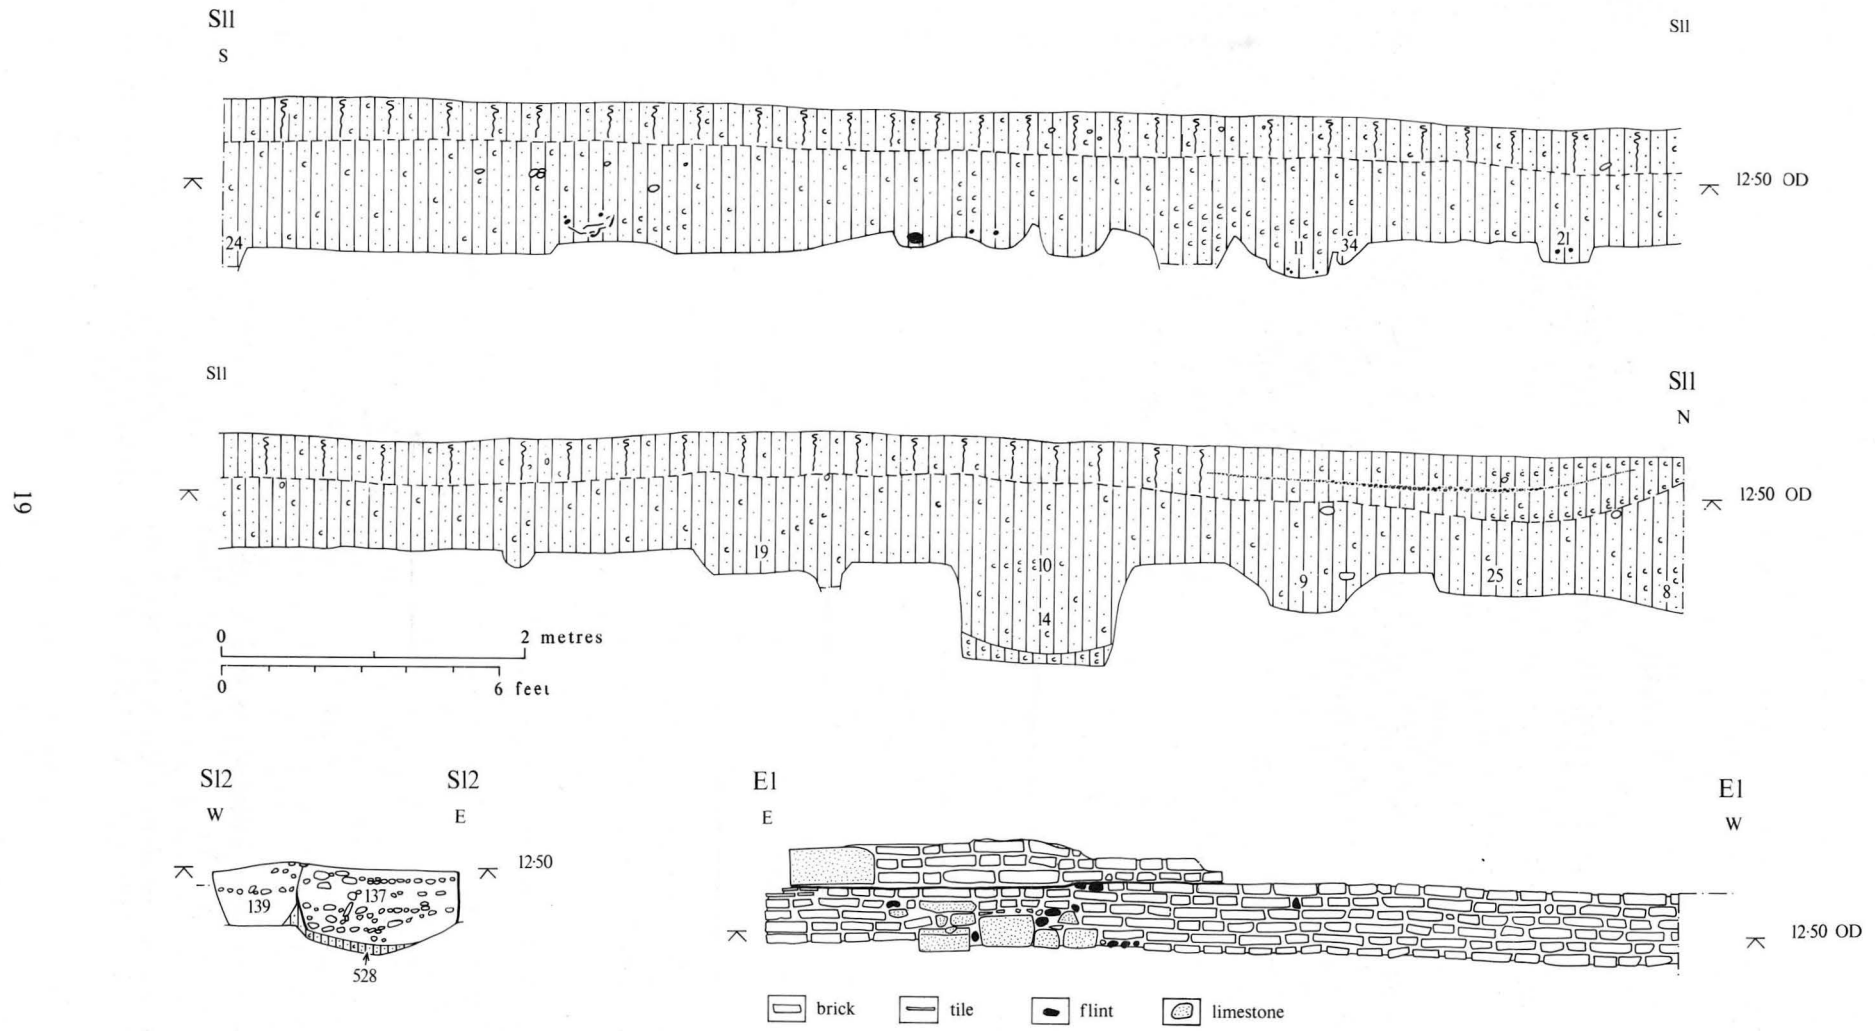 S11 S11
S
12·50 OD
24 11 34 21
S11 S11
N
12·50 OD
19 10 14 9 25 8
0 2 metres
0 6 feet
19
S12 S12 E1 E1
W E E W
12·50
139 137
528
12·50 OD
brick tile flint limestone